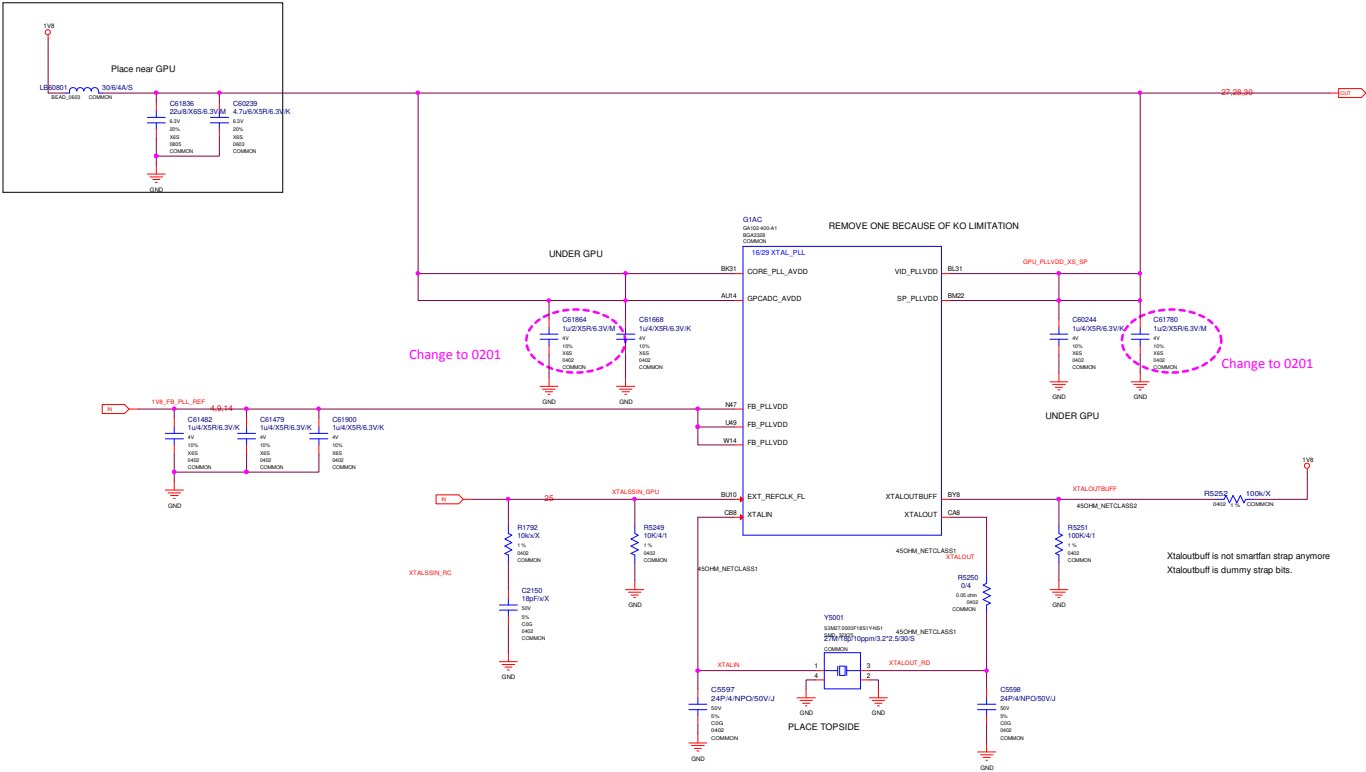 1V8
Place near GPU
LB60801 30/6/4A/S
BEAD_0603 COMMON
C61836
22u/8/X6S/6.3V/M
6.3V
20%
X6S
0805
COMMON
GND
C60239
4.7u/6/X5R/6.3V/K
6.3V
20%
X6S
0603
COMMON
27,28,30
OUT
G1AC
GA102-400-A1
BGA3328
COMMON
REMOVE ONE BECAUSE OF KO LIMITATION
16/29 XTAL_PLL
UNDER GPU
BK31 CORE_PLL_AVDD
AU14 GPCADC_AVDD
VID_PLLVDD BL31
SP_PLLVDD BM22
GPU_PLLVDD_XS_SP
C61864
1u/2/X5R/6.3V/M
4V
10%
X6S
0402
COMMON
GND
C61668
1u/4/X5R/6.3V/K
4V
10%
X6S
0402
COMMON
GND
Change to 0201
C60244
1u/4/X5R/6.3V/K
4V
10%
X6S
0402
COMMON
GND
C61780
1u/2/X5R/6.3V/M
4V
10%
X6S
0402
COMMON
GND
Change to 0201
UNDER GPU
IN
1V8_FB_PLL_REF
4,9,14
C61482
1u/4/X5R/6.3V/K
4V
10%
X6S
0402
COMMON
GND
C61479
1u/4/X5R/6.3V/K
4V
10%
X6S
0402
COMMON
C61900
1u/4/X5R/6.3V/K
4V
10%
X6S
0402
COMMON
N47 FB_PLLVDD
U49 FB_PLLVDD
W14 FB_PLLVDD
IN
25
XTALSSIN_GPU
BU10 EXT_REFCLK_FL
CB8 XTALIN
XTALOUTBUFF BY8
XTALOUT CA8
R1792
10k/x/X
1 %
0402
COMMON
R5249
10K/4/1
1 %
0402
COMMON
GND
XTALSSIN_RC
C2150
18pF/x/X
50V
5%
C0G
0402
COMMON
GND
XTALOUTBUFF
45OHM_NETCLASS2
R5252 100k/X
0402 1 % COMMON
1V8
R5251
100K/4/1
1 %
0402
COMMON
GND
Xtaloutbuff is not smartfan strap anymore
Xtaloutbuff is dummy strap bits.
45OHM_NETCLASS1
XTALOUT
45OHM_NETCLASS1
R5250
0/4
0.05 ohm
0402
COMMON
45OHM_NETCLASS1
Y5001
27M/18p/10ppm/3.2*2.5/30/S
COMMON
XTALIN
1
4
3
2
XTALOUT_RD
GND
GND
PLACE TOPSIDE
C5597
24P/4/NPO/50V/J
50V
5%
C0G
0402
COMMON
GND
C5598
24P/4/NPO/50V/J
50V
5%
C0G
0402
COMMON
GND